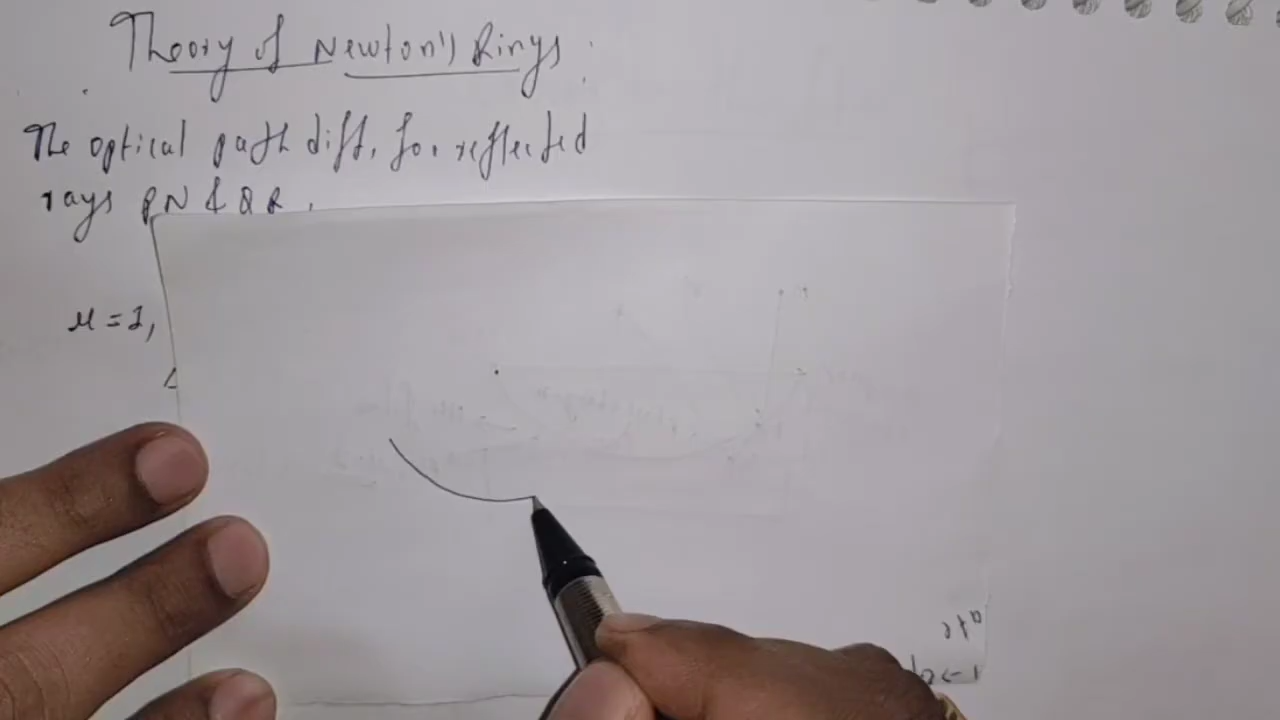 Theory of Newton's Rings.
The optical path diff. for reflected
rays PN & QR.
μ = 1,